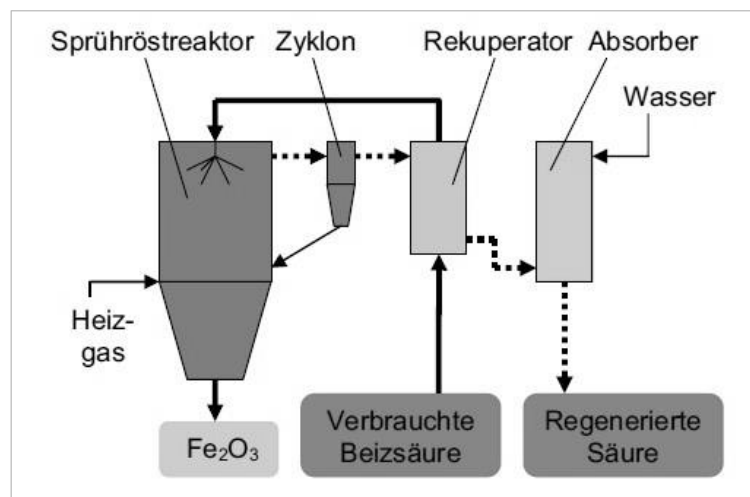 Sprühröstreaktor
Zyklon
Rekuperator
Absorber
Wasser
Heiz-
gas
Fe₂O₃
Verbrauchte
Beizsäure
Regenerierte
Säure